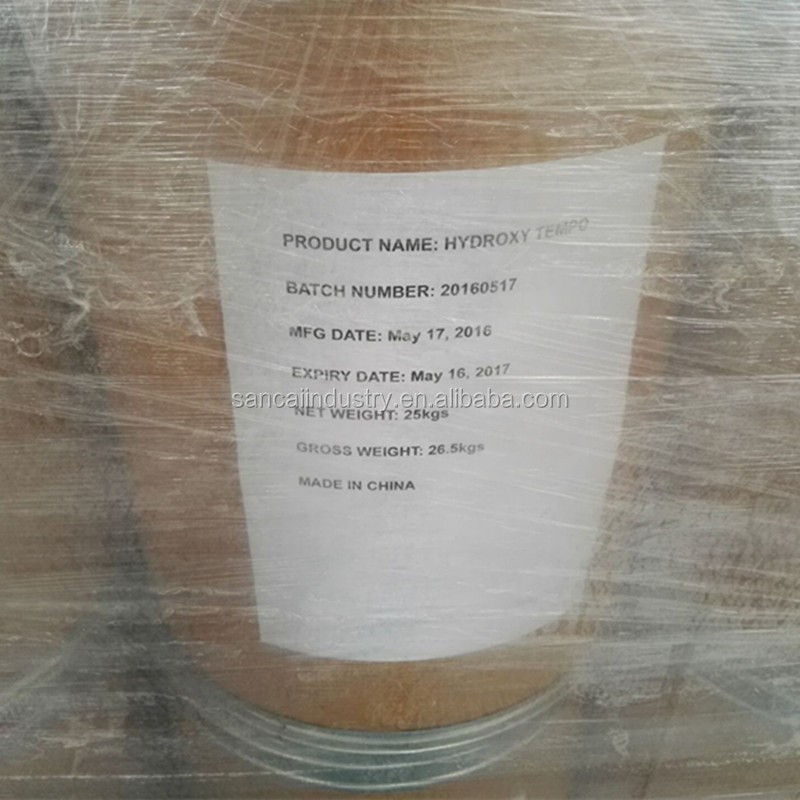 PRODUCT NAME: HYDROXY TEMPO
BATCH NUMBER: 20160517
MFG DATE: May 17, 2016
EXPIRY DATE: May 16, 2017
sancaiindustry.en.alibaba.com
NET WEIGHT: 25kgs
GROSS WEIGHT: 26.5kgs
MADE IN CHINA